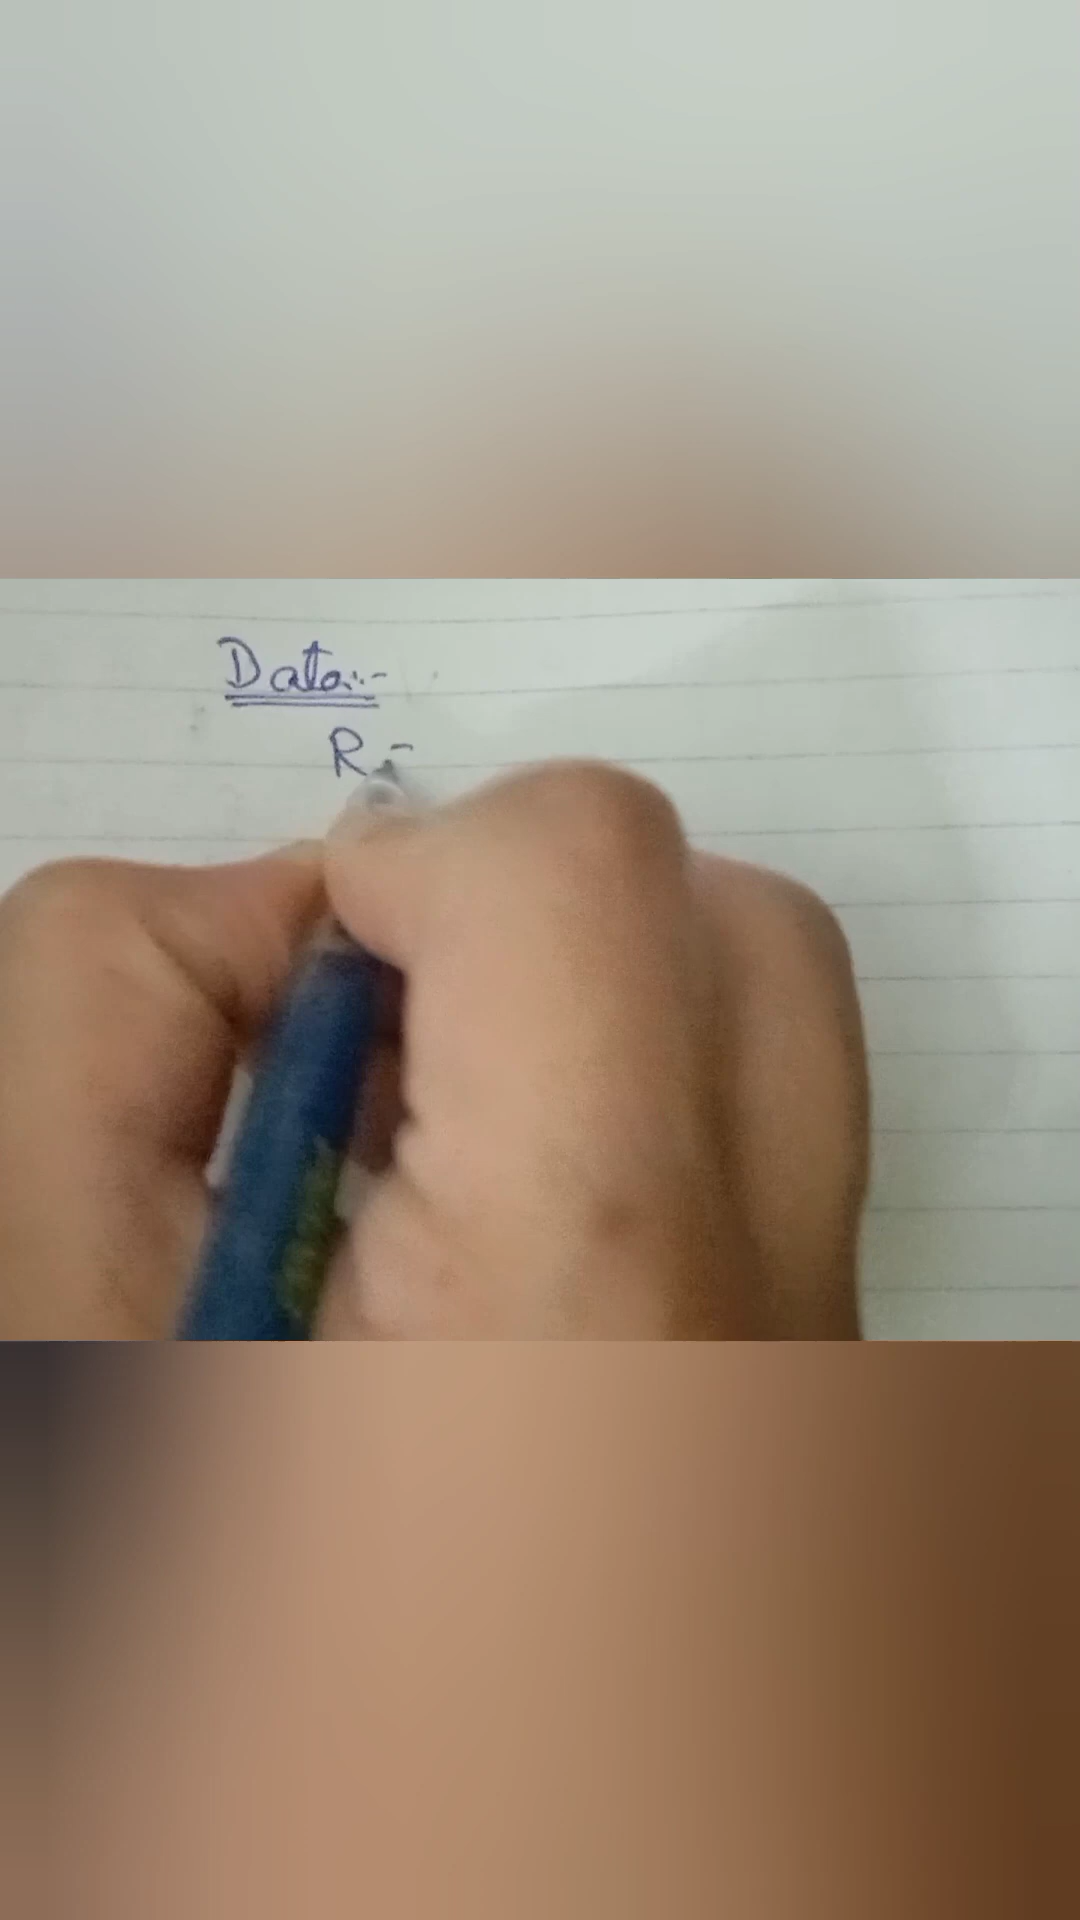 Data:-
R =